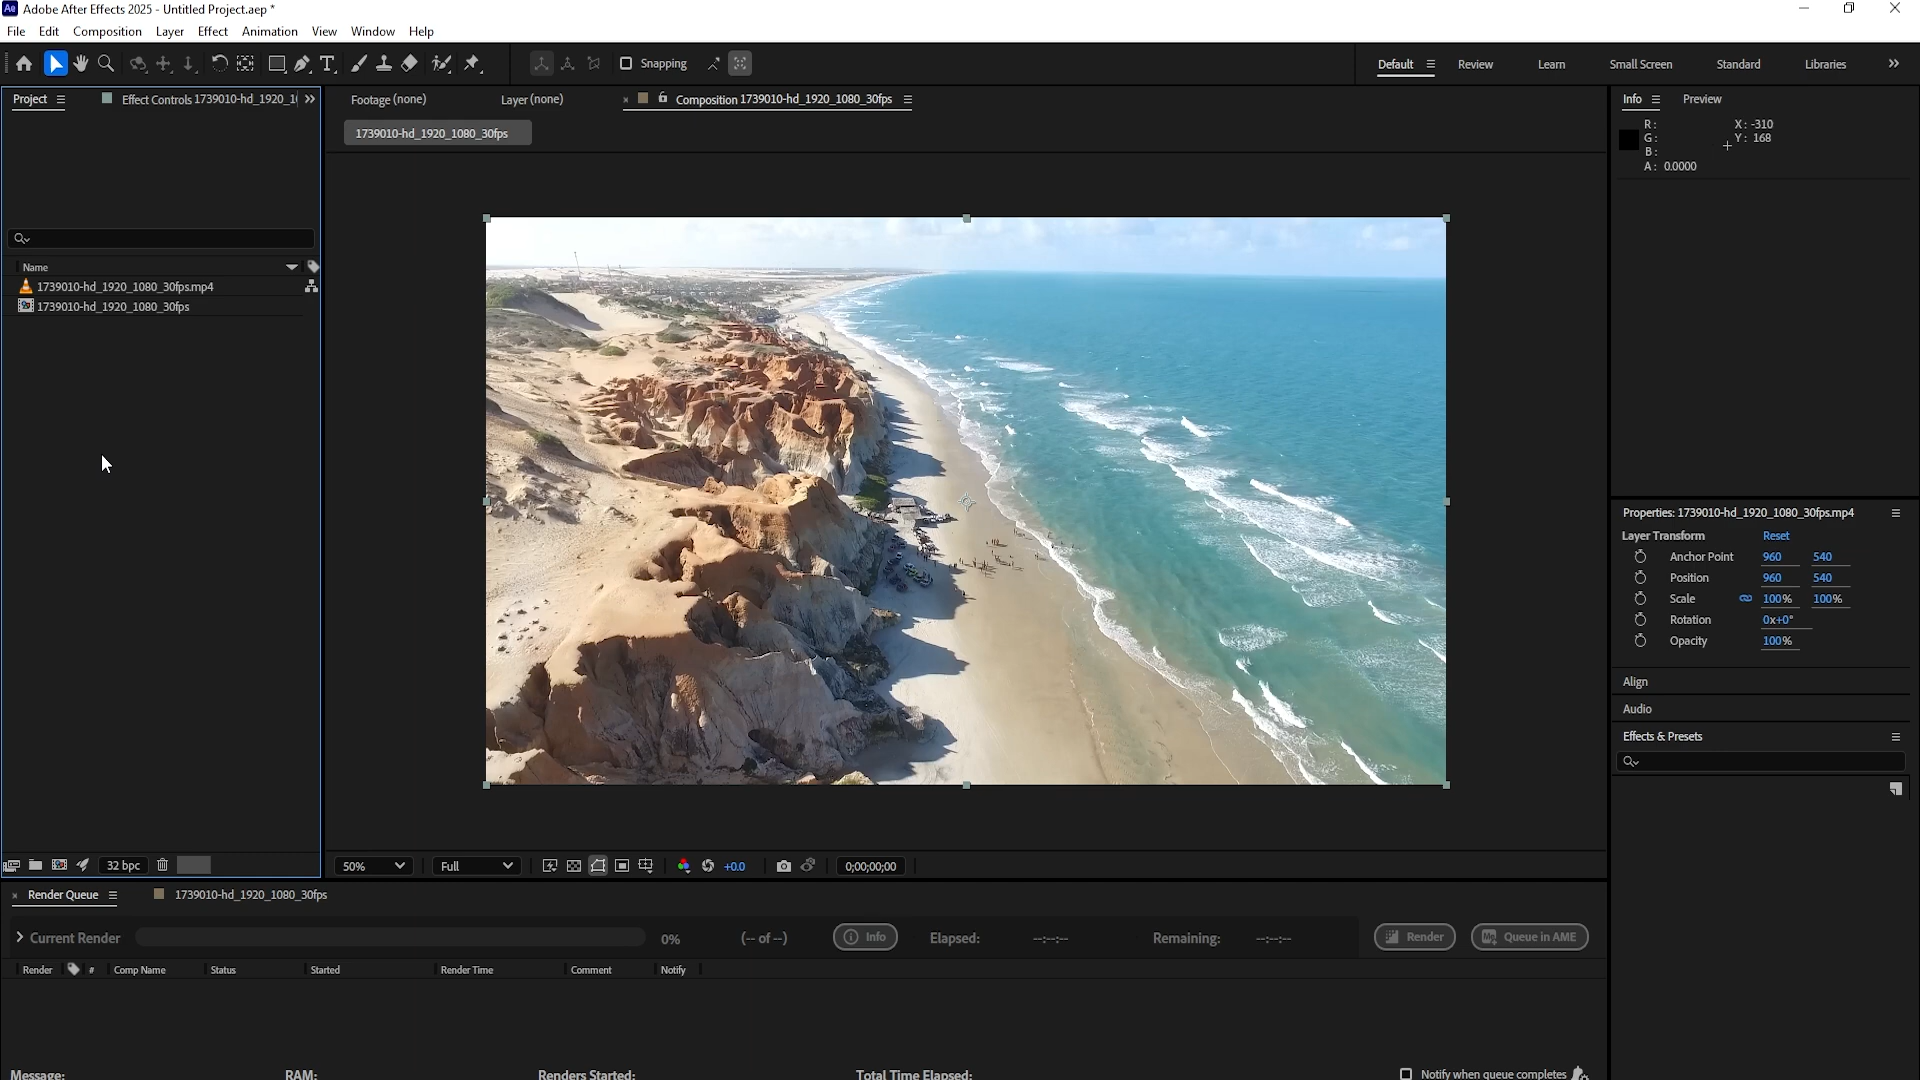 Ae Adobe After Effects 2025 - Untitled Project.aep *
File Edit Composition Layer Effect Animation View Window Help
Snapping
Default Review Learn Small Screen Standard Libraries
Project Effect Controls 1739010-hd_1920_1
Footage (none) Layer (none) Composition 1739010-hd_1920_1080_30fps
Info Preview
1739010-hd_1920_1080_30fps
R:
G:
B:
A: 0.0000
X: -310
Y: 168
Name
1739010-hd_1920_1080_30fps.mp4
1739010-hd_1920_1080_30fps
Properties: 1739010-hd_1920_1080_30fps.mp4
Layer Transform Reset
Anchor Point 960 540
Position 960 540
Scale 100% 100%
Rotation 0x+0°
Opacity 100%
Align
Audio
Effects & Presets
32 bpc
50% Full +0.0 0;00;00;00
Render Queue 1739010-hd_1920_1080_30fps
Current Render 0% (-- of --) Info Elapsed: --:--:-- Remaining: --:--:-- Render Me Queue in AME
Render # Comp Name Status Started Render Time Comment Notify
Message: RAM: Renders Started: Total Time Elapsed: Notify when queue completes